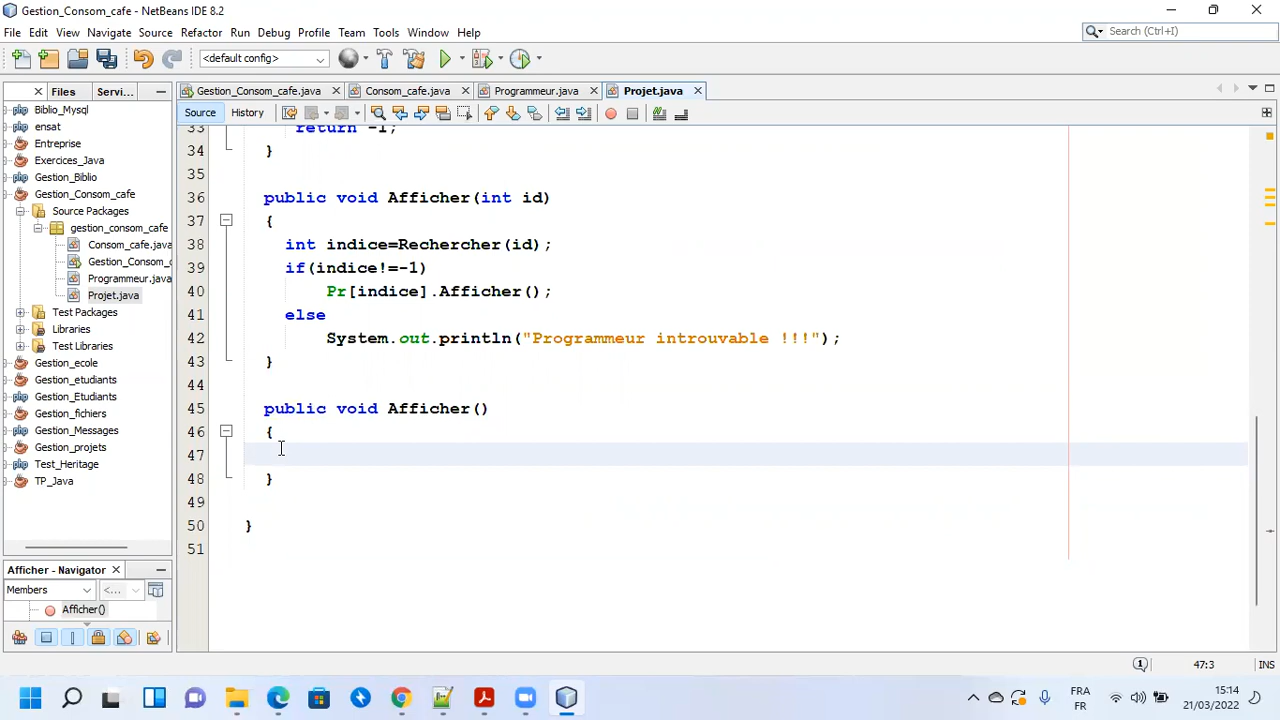 Gestion_Consom_cafe - NetBeans IDE 8.2
File Edit View Navigate Source Refactor Run Debug Profile Team Tools Window Help
Search (Ctrl+I)
<default config>
Files Servi...
Gestion_Consom_cafe.java Consom_cafe.java Programmeur.java Projet.java
Source History
Biblio_Mysql
ensat
Entreprise
Exercices_Java
Gestion_Biblio
Gestion_Consom_cafe
Source Packages
gestion_consom_cafe
Consom_cafe.java
Gestion_Consom_c
Programmeur.java
Projet.java
Test Packages
Libraries
Test Libraries
Gestion_ecole
Gestion_etudiants
Gestion_Etudiants
Gestion_fichiers
Gestion_Messages
Gestion_projets
Test_Heritage
TP_Java
33 return -1;
34 }
35
36 public void Afficher(int id)
37 {
38 int indice=Rechercher(id);
39 if(indice!=-1)
40 Pr[indice].Afficher();
41 else
42 System.out.println("Programmeur introuvable !!!");
43 }
44
45 public void Afficher()
46 {
47
48 }
49
50 }
51
Afficher - Navigator
Members <...
Afficher()
1 47:3 INS
FRA
FR
15:14
21/03/2022